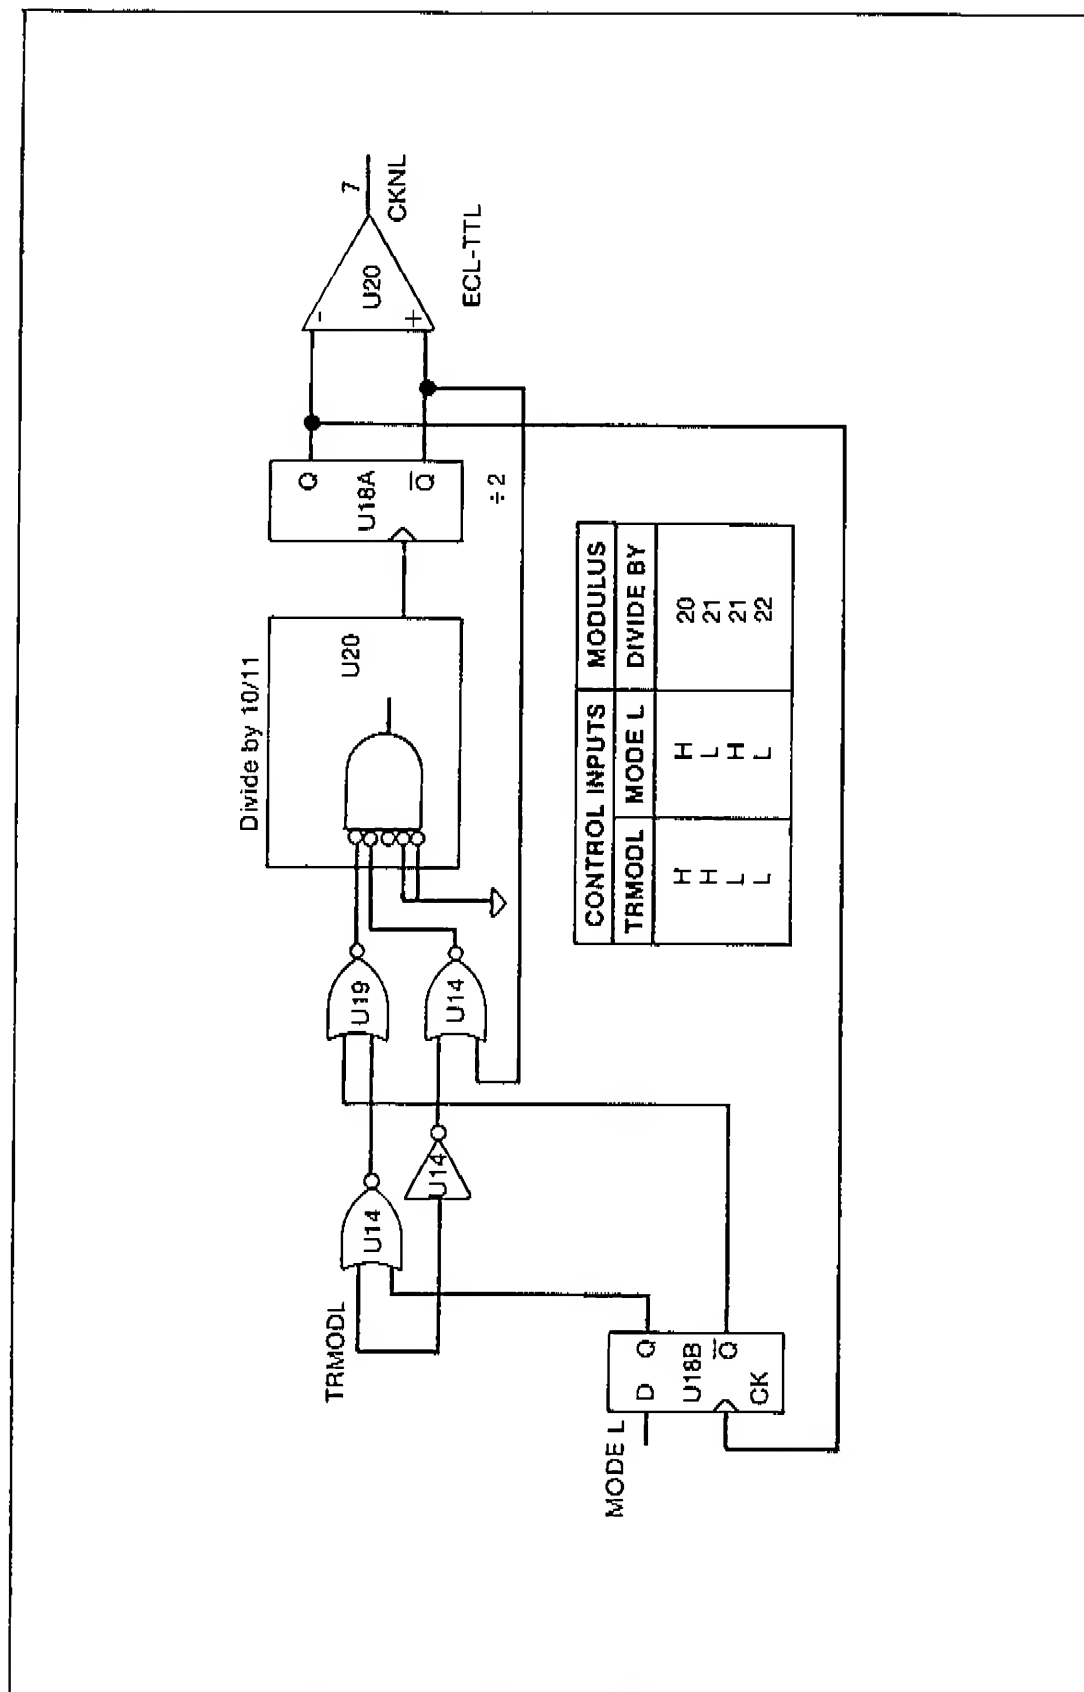 TRMODL
MODE L
D Q
U18B
Q
CK
U14
U14
U19
U14
Divide by 10/11
U20
Q
U18A
Q
÷2
-
U20
+
7
CKNL
ECL-TTL
CONTROL INPUTS MODULUS
TRMODL MODE L DIVIDE BY
H H 20
H L 21
L H 21
L L 22